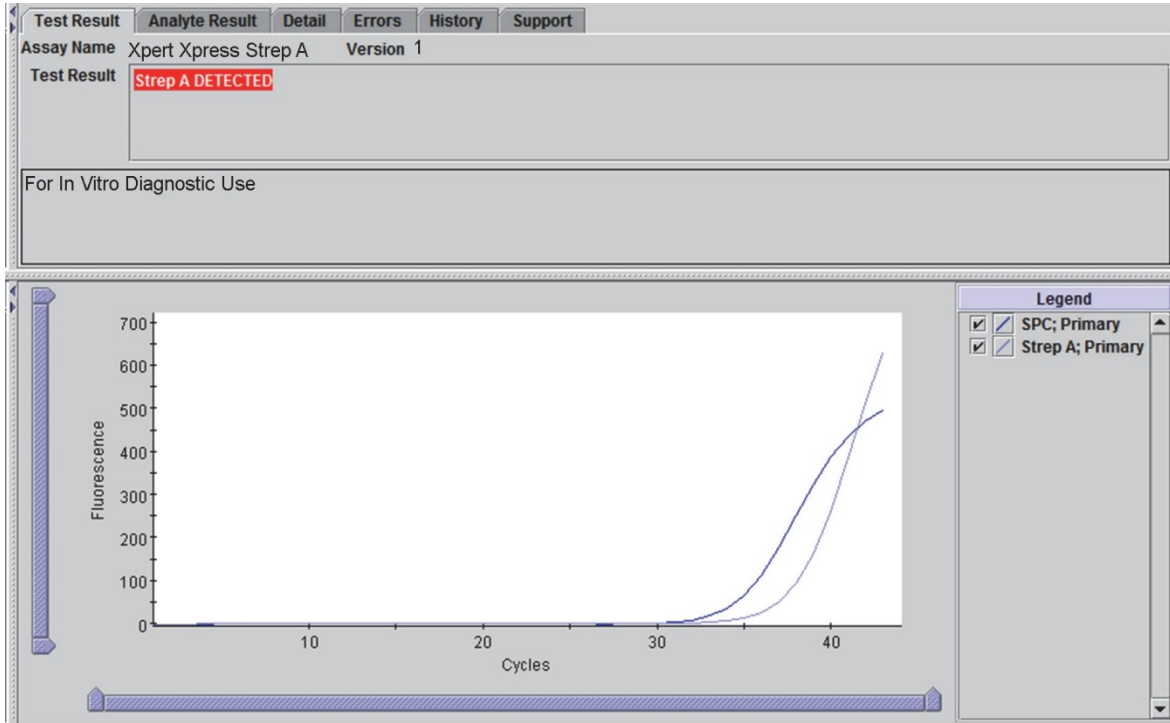 Test Result Analyte Result Detail Errors History Support
Assay Name Xpert Xpress Strep A Version 1
Test Result Strep A DETECTED
For In Vitro Diagnostic Use
700
600
500
400
300
200
100
0
Fluorescence
10 20 30 40
Cycles
Legend
SPC; Primary
Strep A; Primary